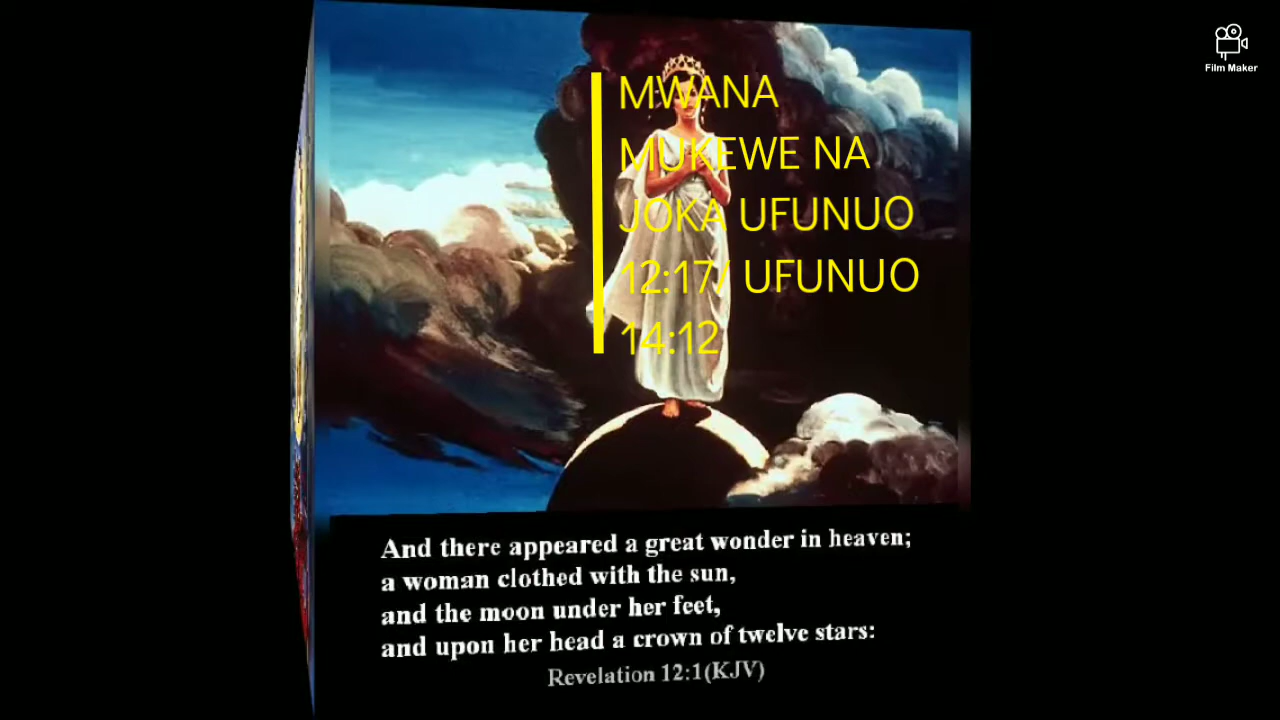 Film Maker
MWANA
MUKEWE NA
JOKA UFUNUO
12:17/ UFUNUO
14:12
And there appeared a great wonder in heaven;
a woman clothed with the sun,
and the moon under her feet,
and upon her head a crown of twelve stars:
Revelation 12:1(KJV)